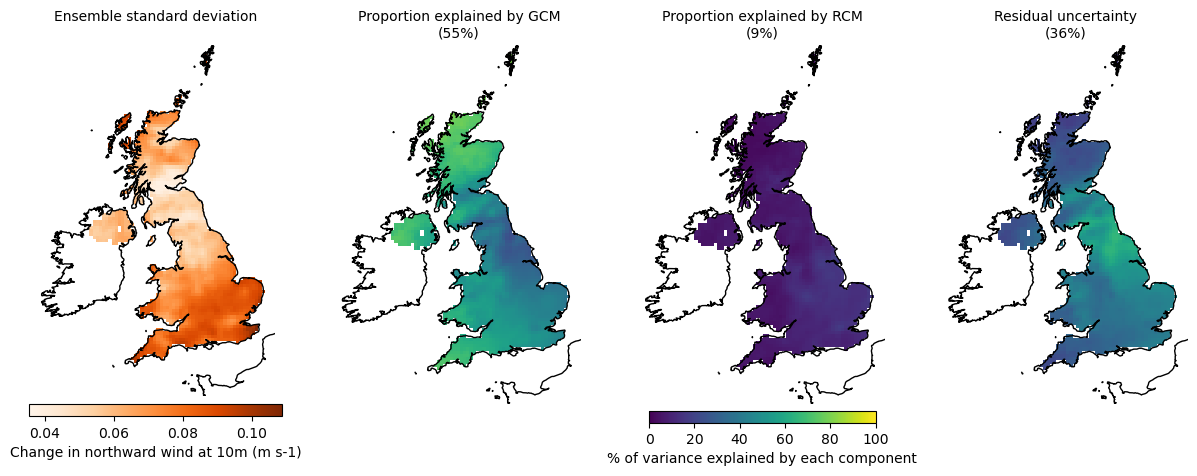 Ensemble standard deviation
Proportion explained by GCM
(55%)
Proportion explained by RCM
(9%)
Residual uncertainty
(36%)
0.04 0.06 0.08 0.10
Change in northward wind at 10m (m s-1)
0 20 40 60 80 100
% of variance explained by each component